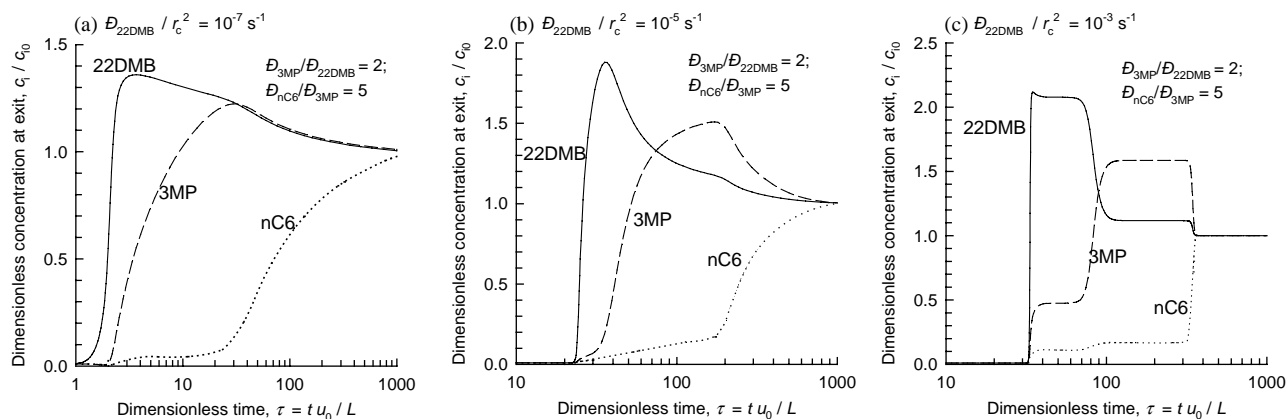 (a) Đ22DMB / rc2 = 10-7 s-1
1.5
1.0
0.5
0.0
1
10
100
1000
Dimensionless concentration at exit, ci / ci0
Dimensionless time, τ = t u0 / L
22DMB
3MP
nC6
Đ3MP/Đ22DMB = 2;
ĐnC6/Đ3MP = 5
(b) Đ22DMB / rc2 = 10-5 s-1
2.0
1.5
1.0
0.5
0.0
10
100
1000
Dimensionless concentration at exit, ci / ci0
Dimensionless time, τ = t u0 / L
22DMB
3MP
nC6
Đ3MP/Đ22DMB = 2;
ĐnC6/Đ3MP = 5
(c) Đ22DMB / rc2 = 10-3 s-1
2.5
2.0
1.5
1.0
0.5
0.0
10
100
1000
Dimensionless concentration at exit, ci / ci0
Dimensionless time, τ = t u0 / L
22DMB
3MP
nC6
Đ3MP/Đ22DMB = 2;
ĐnC6/Đ3MP = 5